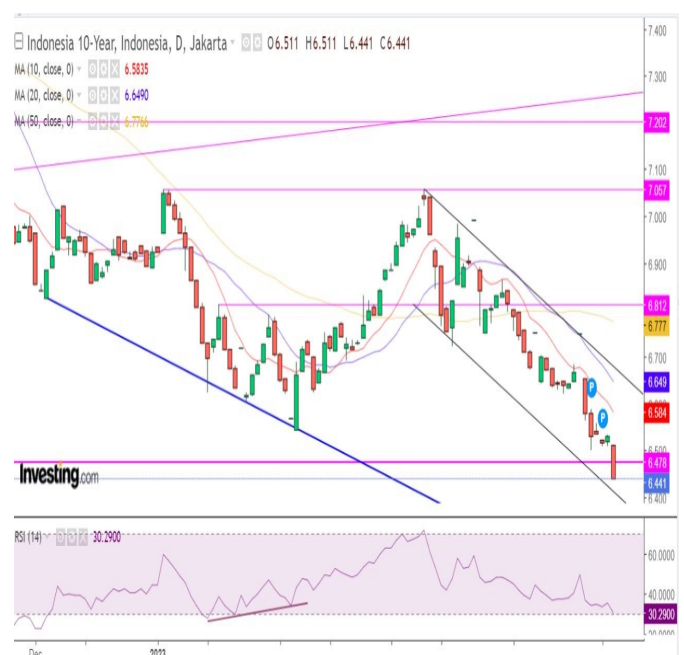 Indonesia 10-Year, Indonesia, D, Jakarta O6.511 H6.511 L6.441 C6.441
MA (10, close, 0) 6.5835
MA (20, close, 0) 6.6490
MA (50, close, 0) 6.7766
7.400
7.300
7.202
7.100
7.057
7.000
6.900
6.812
6.777
6.700
6.649
6.584
P
P
6.478
6.441
6.400
Investing.com
RSI (14) 30.2900
60.0000
40.0000
30.2900
Dec
2023